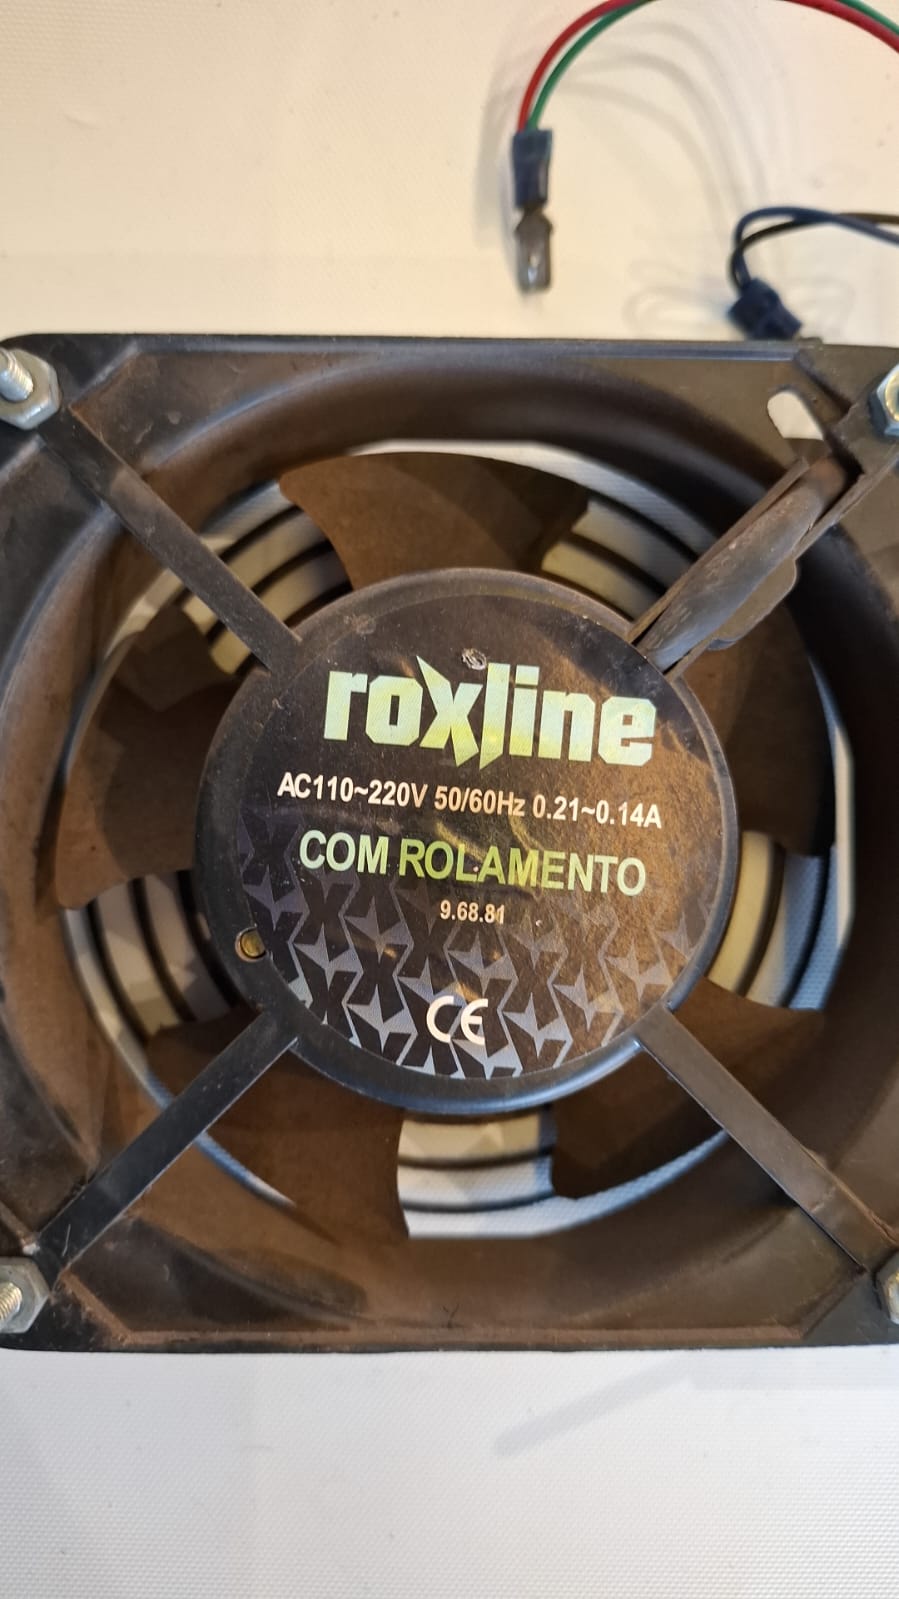 roxline
AC110~220V 50/60Hz 0.21~0.14A
COM ROLAMENTO
9.68.81
CE